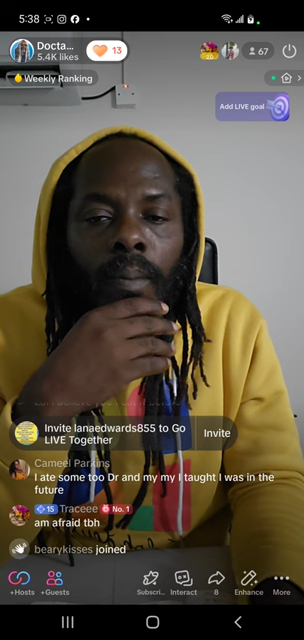 5:38
Docta...
5.4K likes
13
20
67
Weekly Ranking
Add LIVE goal
Invite lanaedwards855 to Go
LIVE Together
Invite
Cameel Parkins
I ate some too Dr and my my I taught I was in the
future
15 Traceee No. 1
am afraid tbh
bearykisses joined
+Hosts
+Guests
Subscri...
Interact
8
Enhance
More